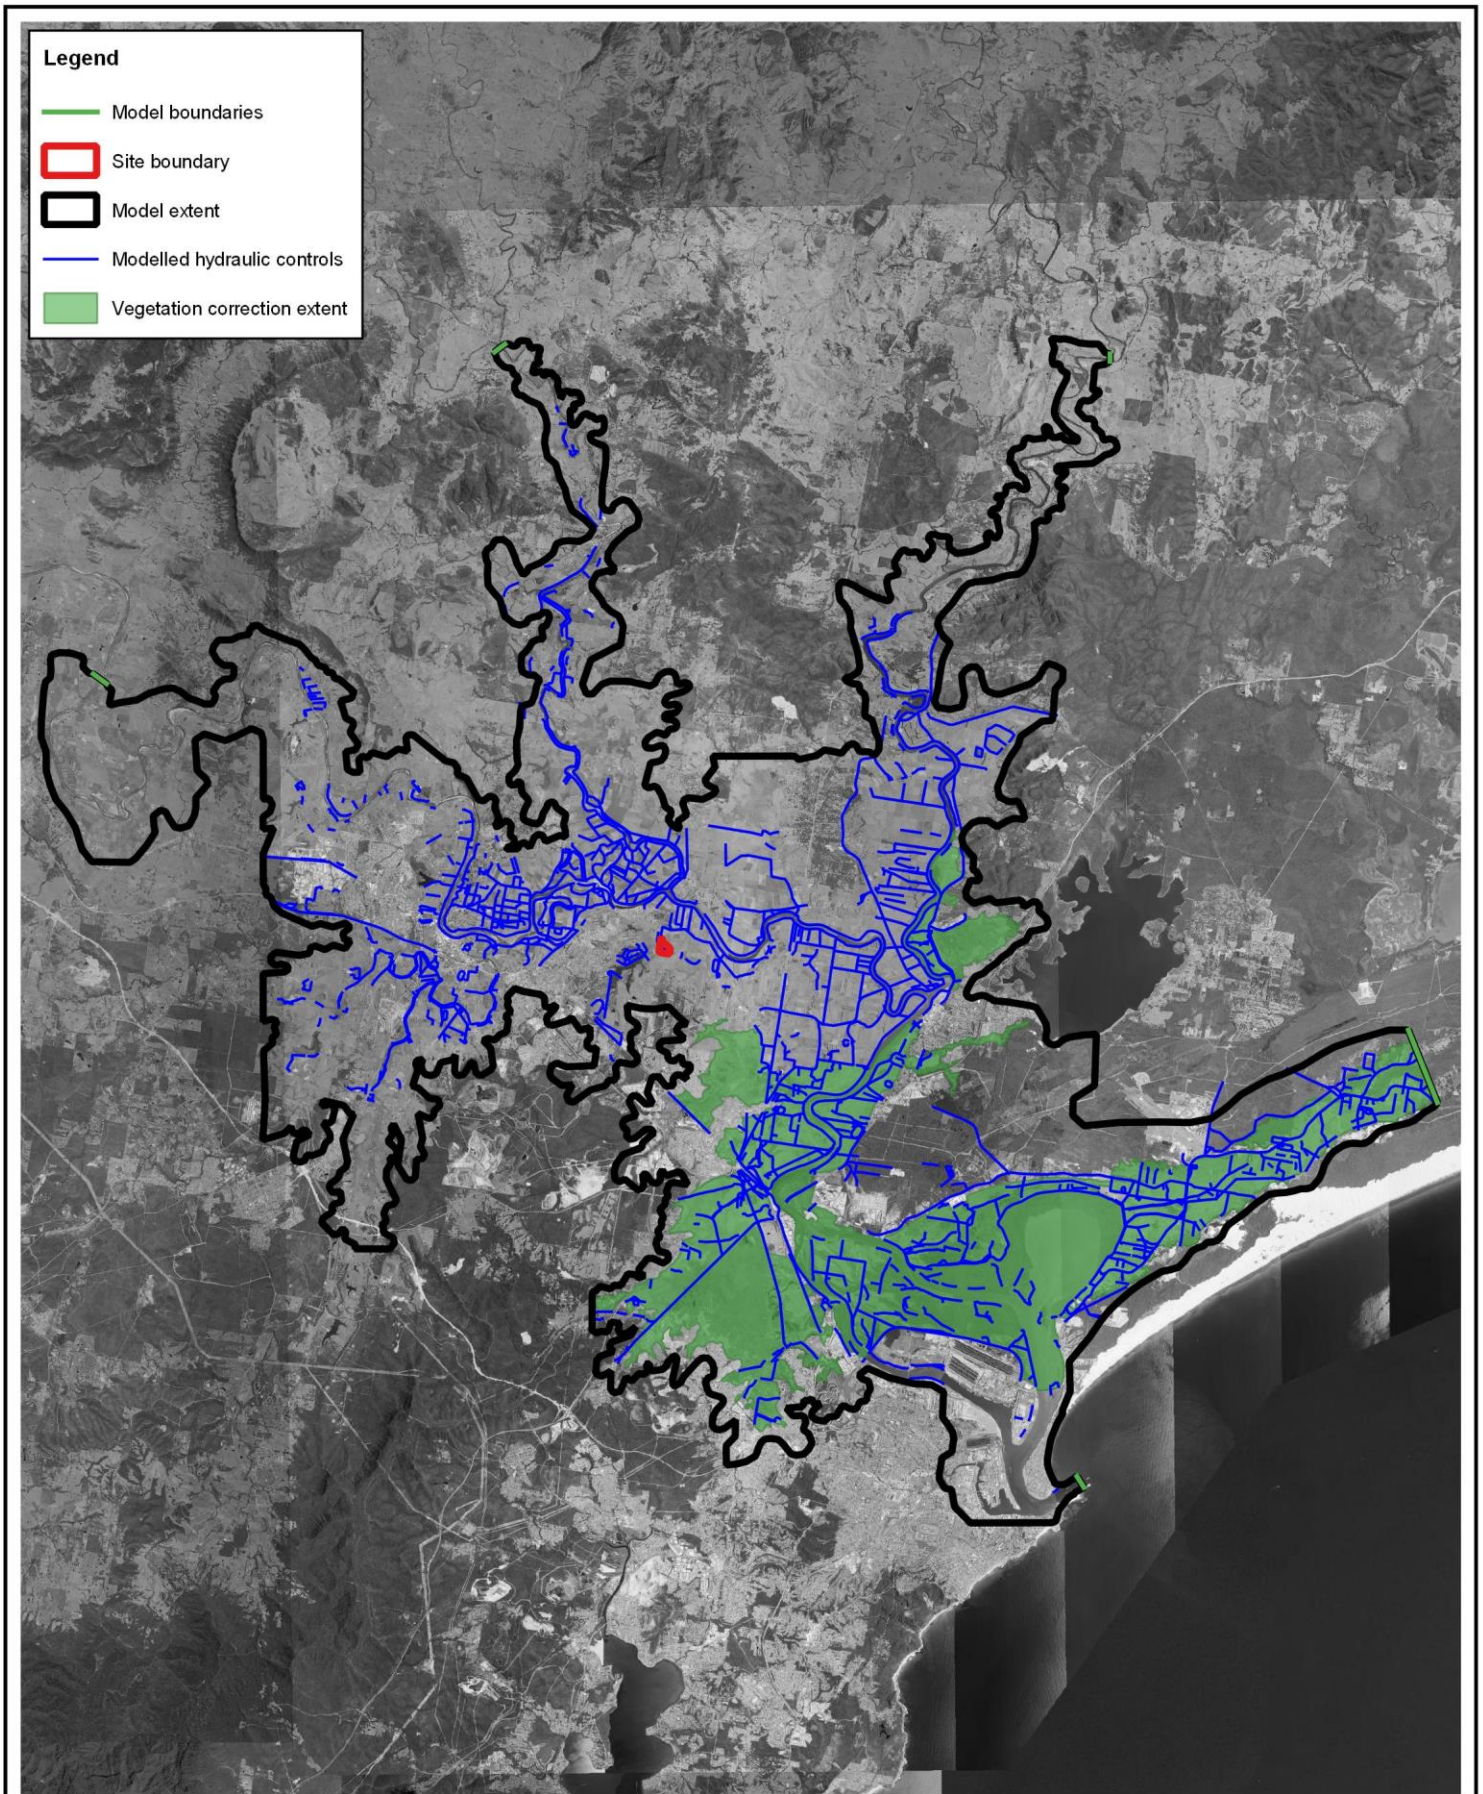 Legend
Model boundaries
Site boundary
Model extent
Modelled hydraulic controls
Vegetation correction extent